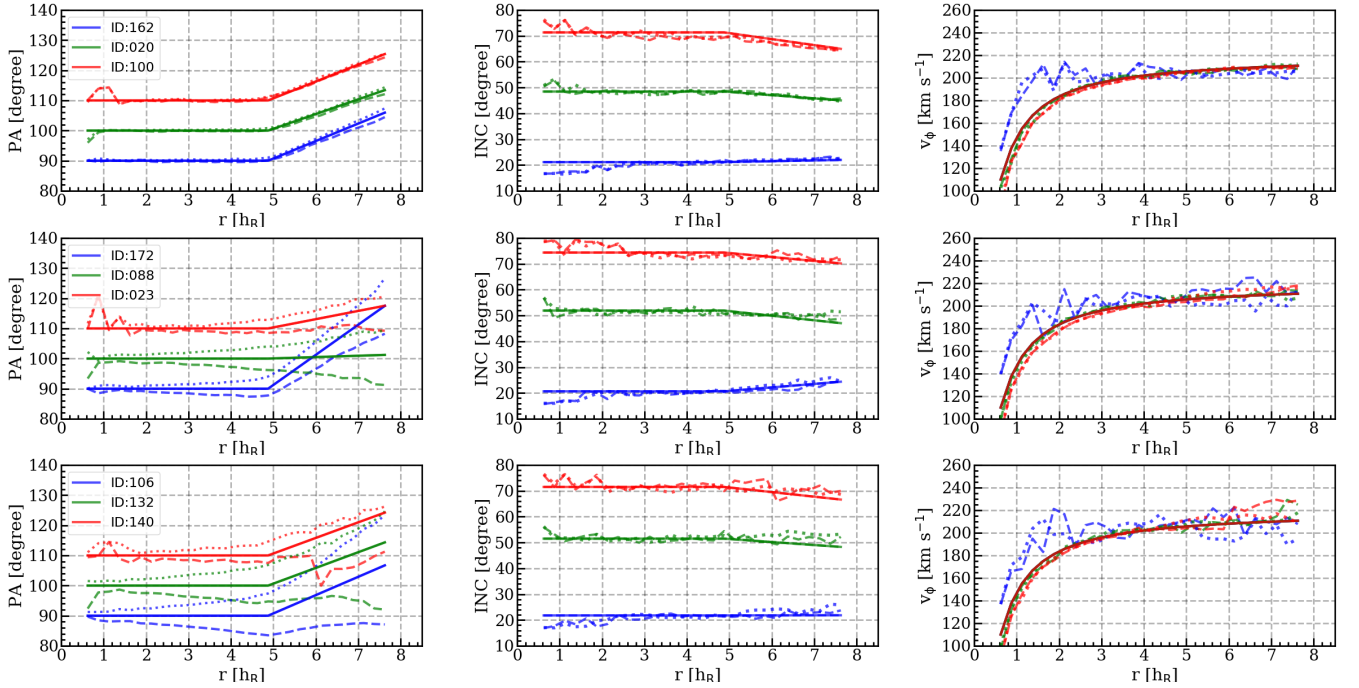 140
130
120
110
100
90
80
PA [degree]
ID:162
ID:020
ID:100
0 1 2 3 4 5 6 7 8
r [h_R]
80
70
60
50
40
30
20
10
INC [degree]
0 1 2 3 4 5 6 7 8
r [h_R]
260
240
220
200
180
160
140
120
100
v_ϕ [km s⁻¹]
0 1 2 3 4 5 6 7 8
r [h_R]
140
130
120
110
100
90
80
PA [degree]
ID:172
ID:088
ID:023
0 1 2 3 4 5 6 7 8
r [h_R]
80
70
60
50
40
30
20
10
INC [degree]
0 1 2 3 4 5 6 7 8
r [h_R]
260
240
220
200
180
160
140
120
100
v_ϕ [km s⁻¹]
0 1 2 3 4 5 6 7 8
r [h_R]
140
130
120
110
100
90
80
PA [degree]
ID:106
ID:132
ID:140
0 1 2 3 4 5 6 7 8
r [h_R]
80
70
60
50
40
30
20
10
INC [degree]
0 1 2 3 4 5 6 7 8
r [h_R]
260
240
220
200
180
160
140
120
100
v_ϕ [km s⁻¹]
0 1 2 3 4 5 6 7 8
r [h_R]